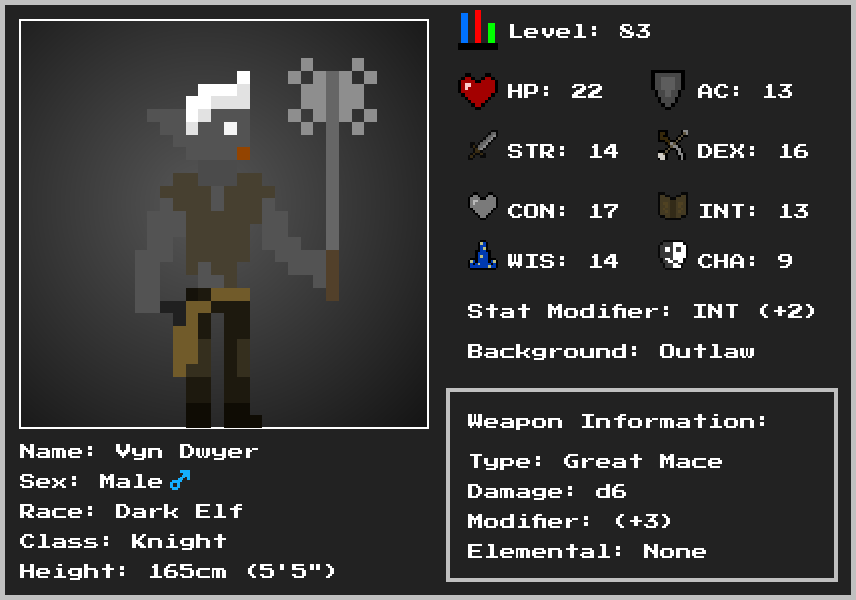 Level: 83
HP: 22
AC: 13
STR: 14
DEX: 16
CON: 17
INT: 13
WIS: 14
CHA: 9
Stat Modifier: INT (+2)
Background: Outlaw
Weapon Information:
Type: Great Mace
Damage: d6
Modifier: (+3)
Elemental: None
Name: Vyn Dwyer
Sex: Male ♂
Race: Dark Elf
Class: Knight
Height: 165cm (5'5")